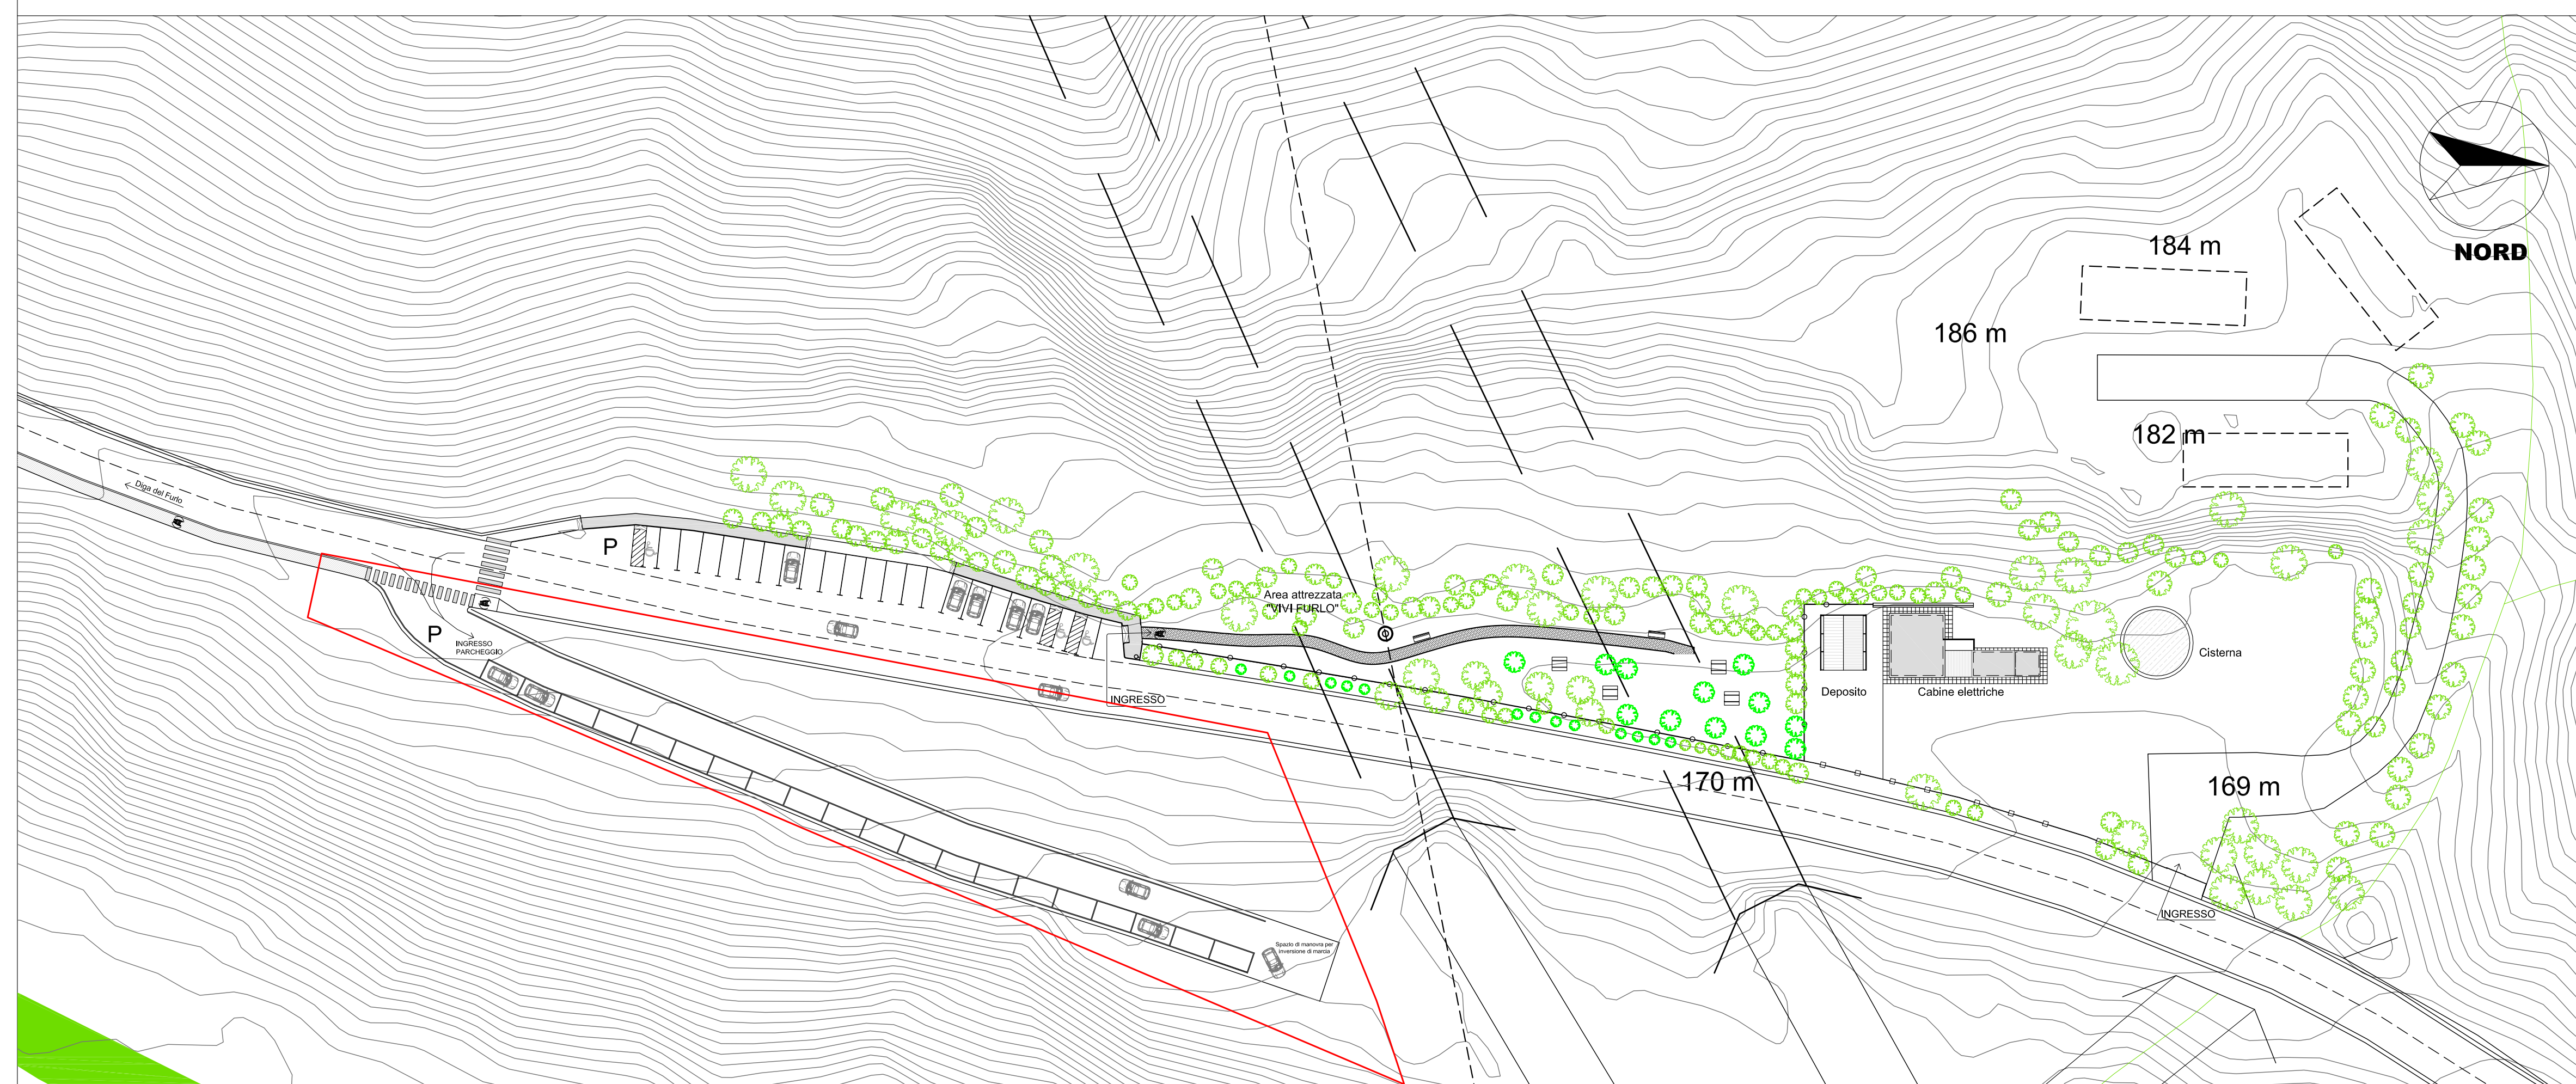 NORD
184 m
186 m
182 m
Diga del Furlo
P
Area attrezzata
"VIVI FURLO"
P
INGRESSO
PARCHEGGIO
INGRESSO
Deposito
Cabine elettriche
Cisterna
170 m
169 m
INGRESSO
Spazio di manovra per
inversione di marcia